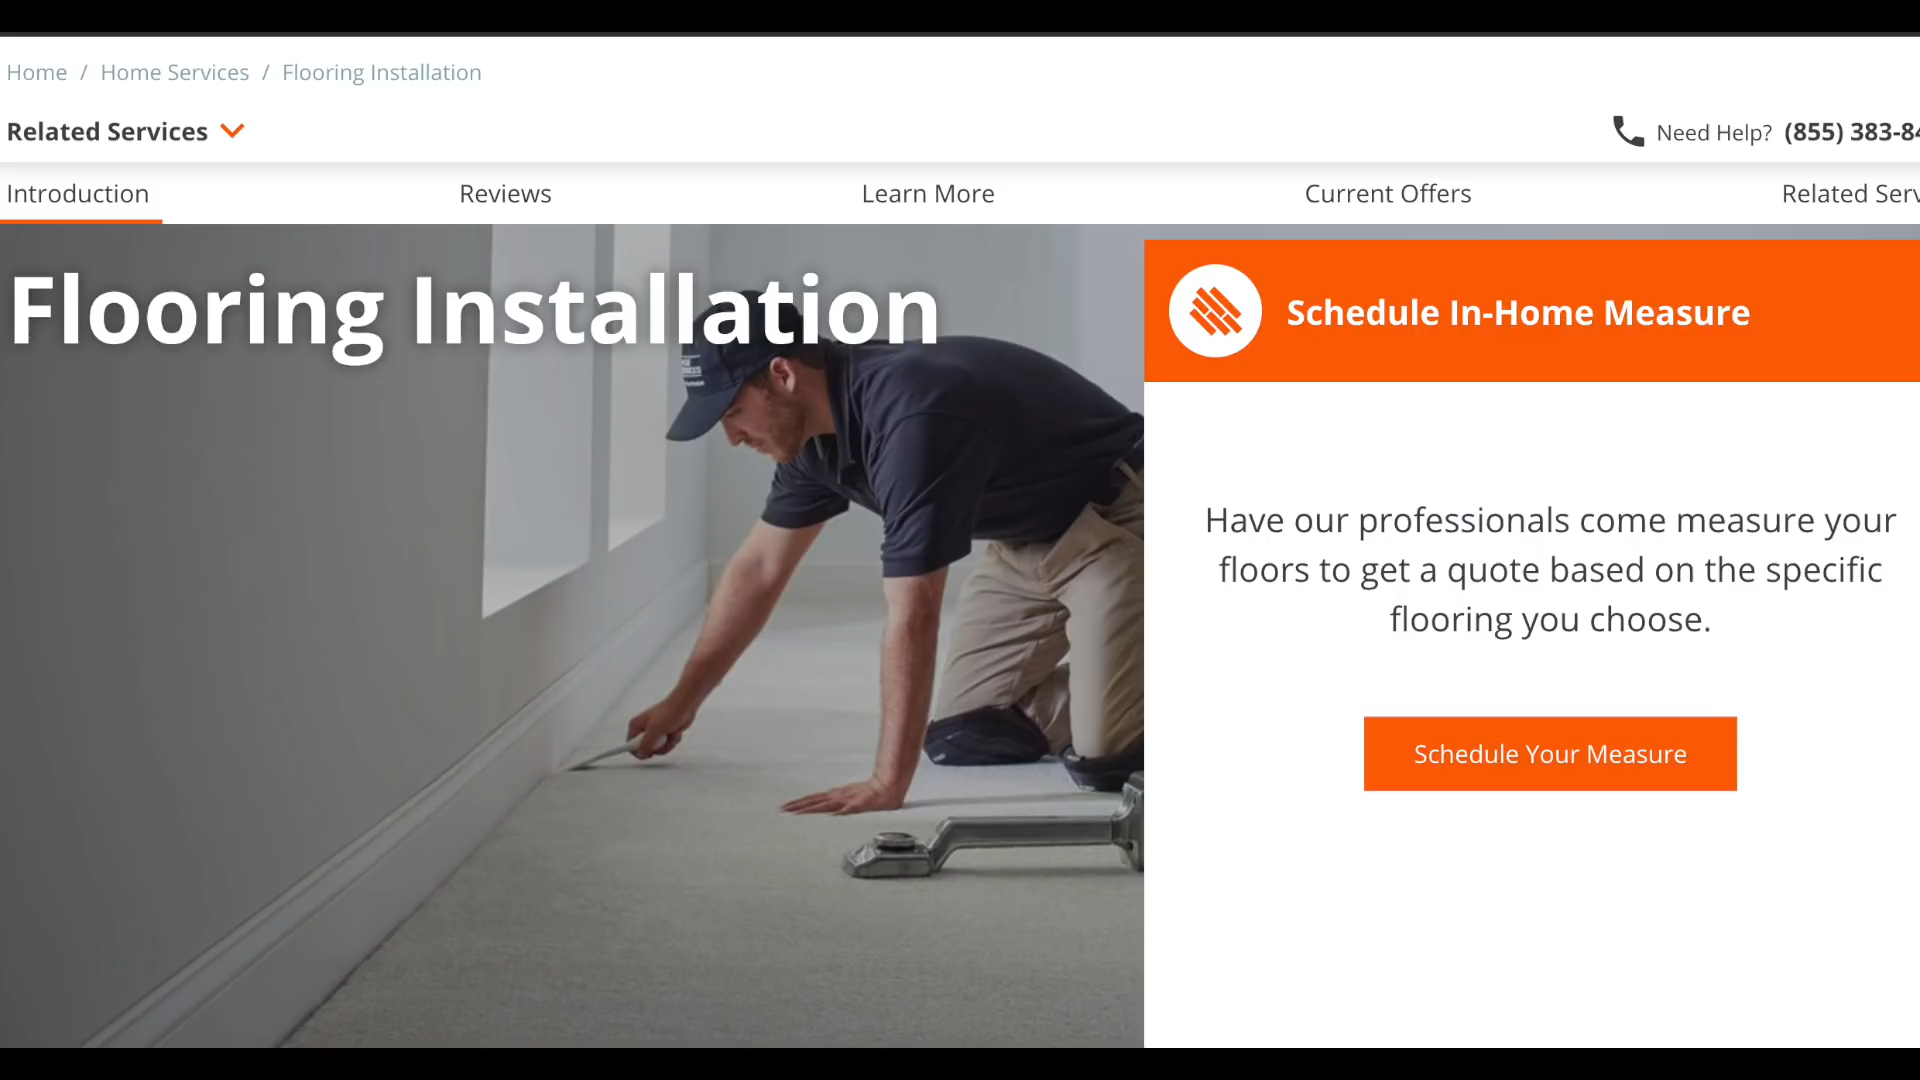 Home / Home Services / Flooring Installation
Related Services
Need Help? (855) 383-84
Introduction
Reviews
Learn More
Current Offers
Related Serv
Flooring Installation
Schedule In-Home Measure
Have our professionals come measure your
floors to get a quote based on the specific
flooring you choose.
Schedule Your Measure